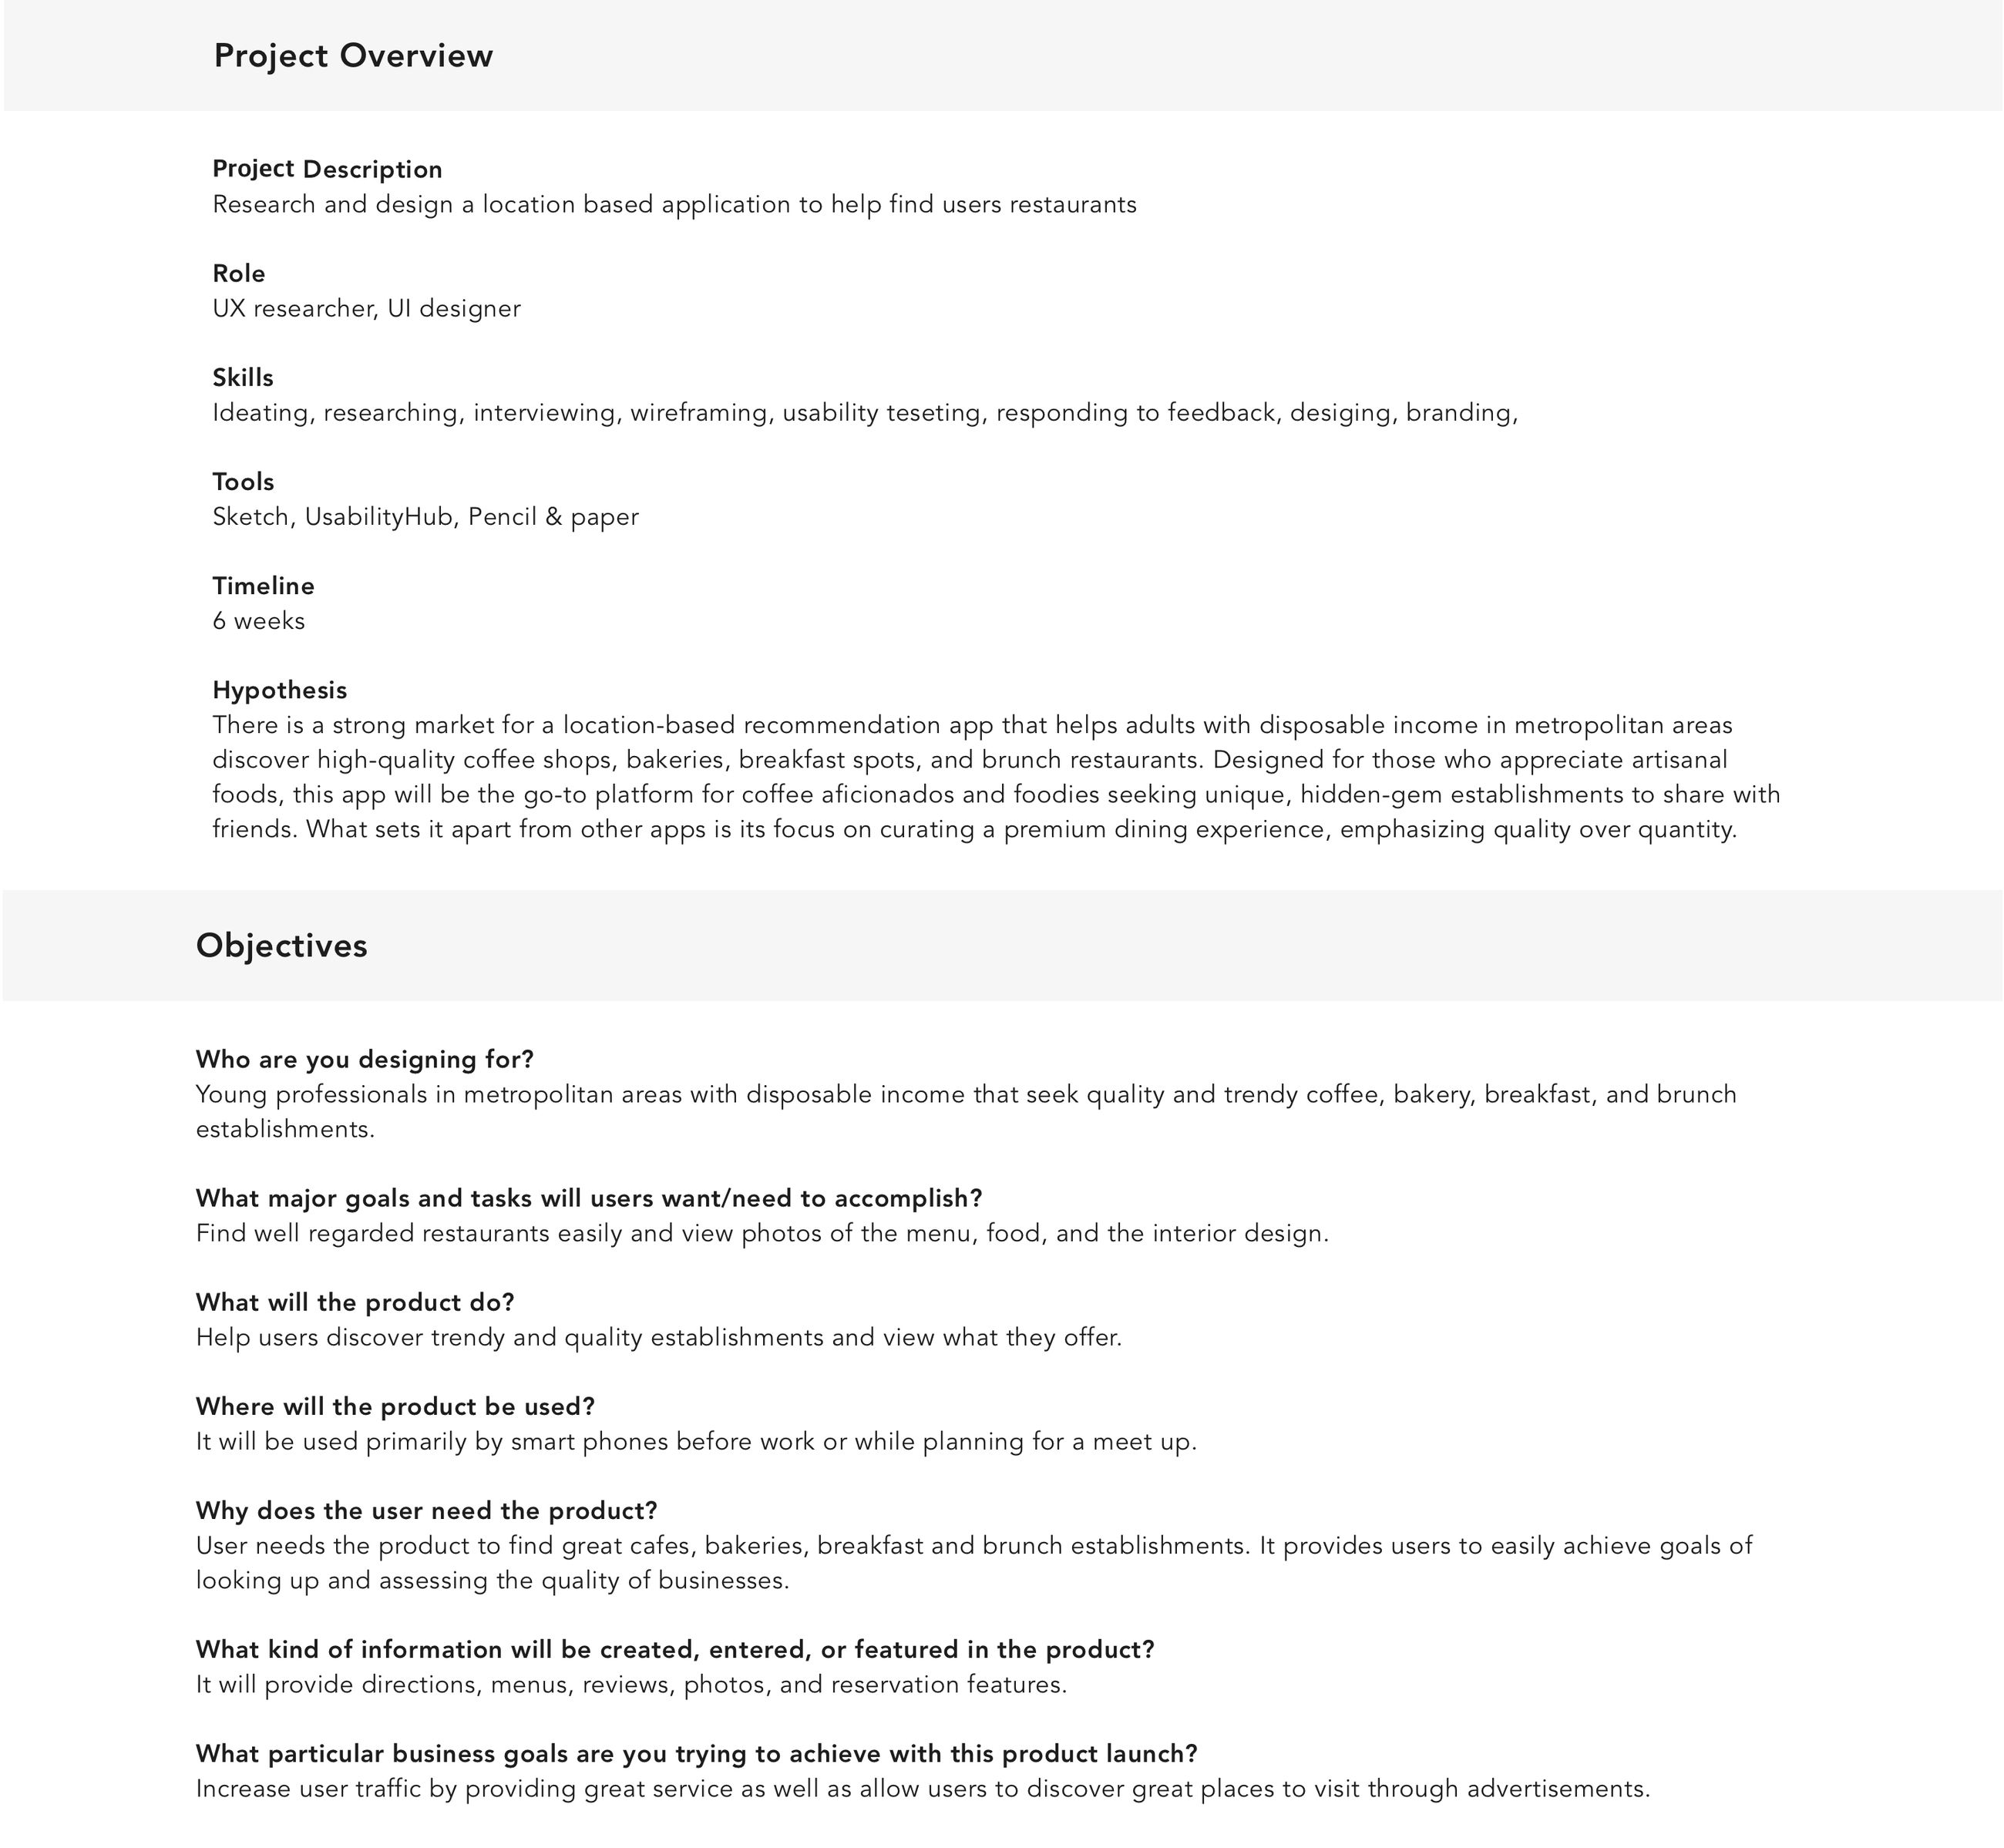 Project Overview
Project Description
Research and design a location based application to help find users restaurants
Role
UX researcher, UI designer
Skills
Ideating, researching, interviewing, wireframing, usability teseting, responding to feedback, desiging, branding,
Tools
Sketch, UsabilityHub, Pencil & paper
Timeline
6 weeks
Hypothesis
There is a strong market for a location-based recommendation app that helps adults with disposable income in metropolitan areas
discover high-quality coffee shops, bakeries, breakfast spots, and brunch restaurants. Designed for those who appreciate artisanal
foods, this app will be the go-to platform for coffee aficionados and foodies seeking unique, hidden-gem establishments to share with
friends. What sets it apart from other apps is its focus on curating a premium dining experience, emphasizing quality over quantity.
Objectives
Who are you designing for?
Young professionals in metropolitan areas with disposable income that seek quality and trendy coffee, bakery, breakfast, and brunch
establishments.
What major goals and tasks will users want/need to accomplish?
Find well regarded restaurants easily and view photos of the menu, food, and the interior design.
What will the product do?
Help users discover trendy and quality establishments and view what they offer.
Where will the product be used?
It will be used primarily by smart phones before work or while planning for a meet up.
Why does the user need the product?
User needs the product to find great cafes, bakeries, breakfast and brunch establishments. It provides users to easily achieve goals of
looking up and assessing the quality of businesses.
What kind of information will be created, entered, or featured in the product?
It will provide directions, menus, reviews, photos, and reservation features.
What particular business goals are you trying to achieve with this product launch?
Increase user traffic by providing great service as well as allow users to discover great places to visit through advertisements.